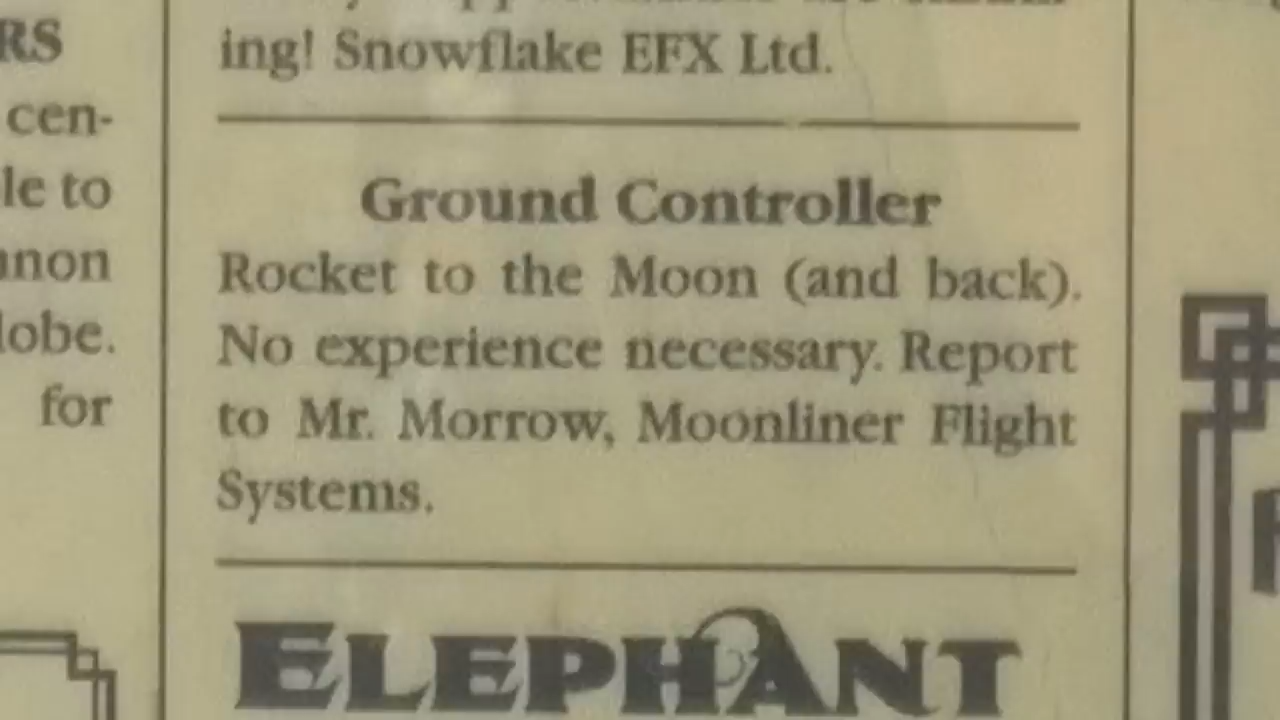 RS
cen-
le to
nnon
lobe.
for
ing! Snowflake EFX Ltd.
Ground Controller
Rocket to the Moon (and back).
No experience necessary. Report
to Mr. Morrow, Moonliner Flight
Systems.
ELEPHANT